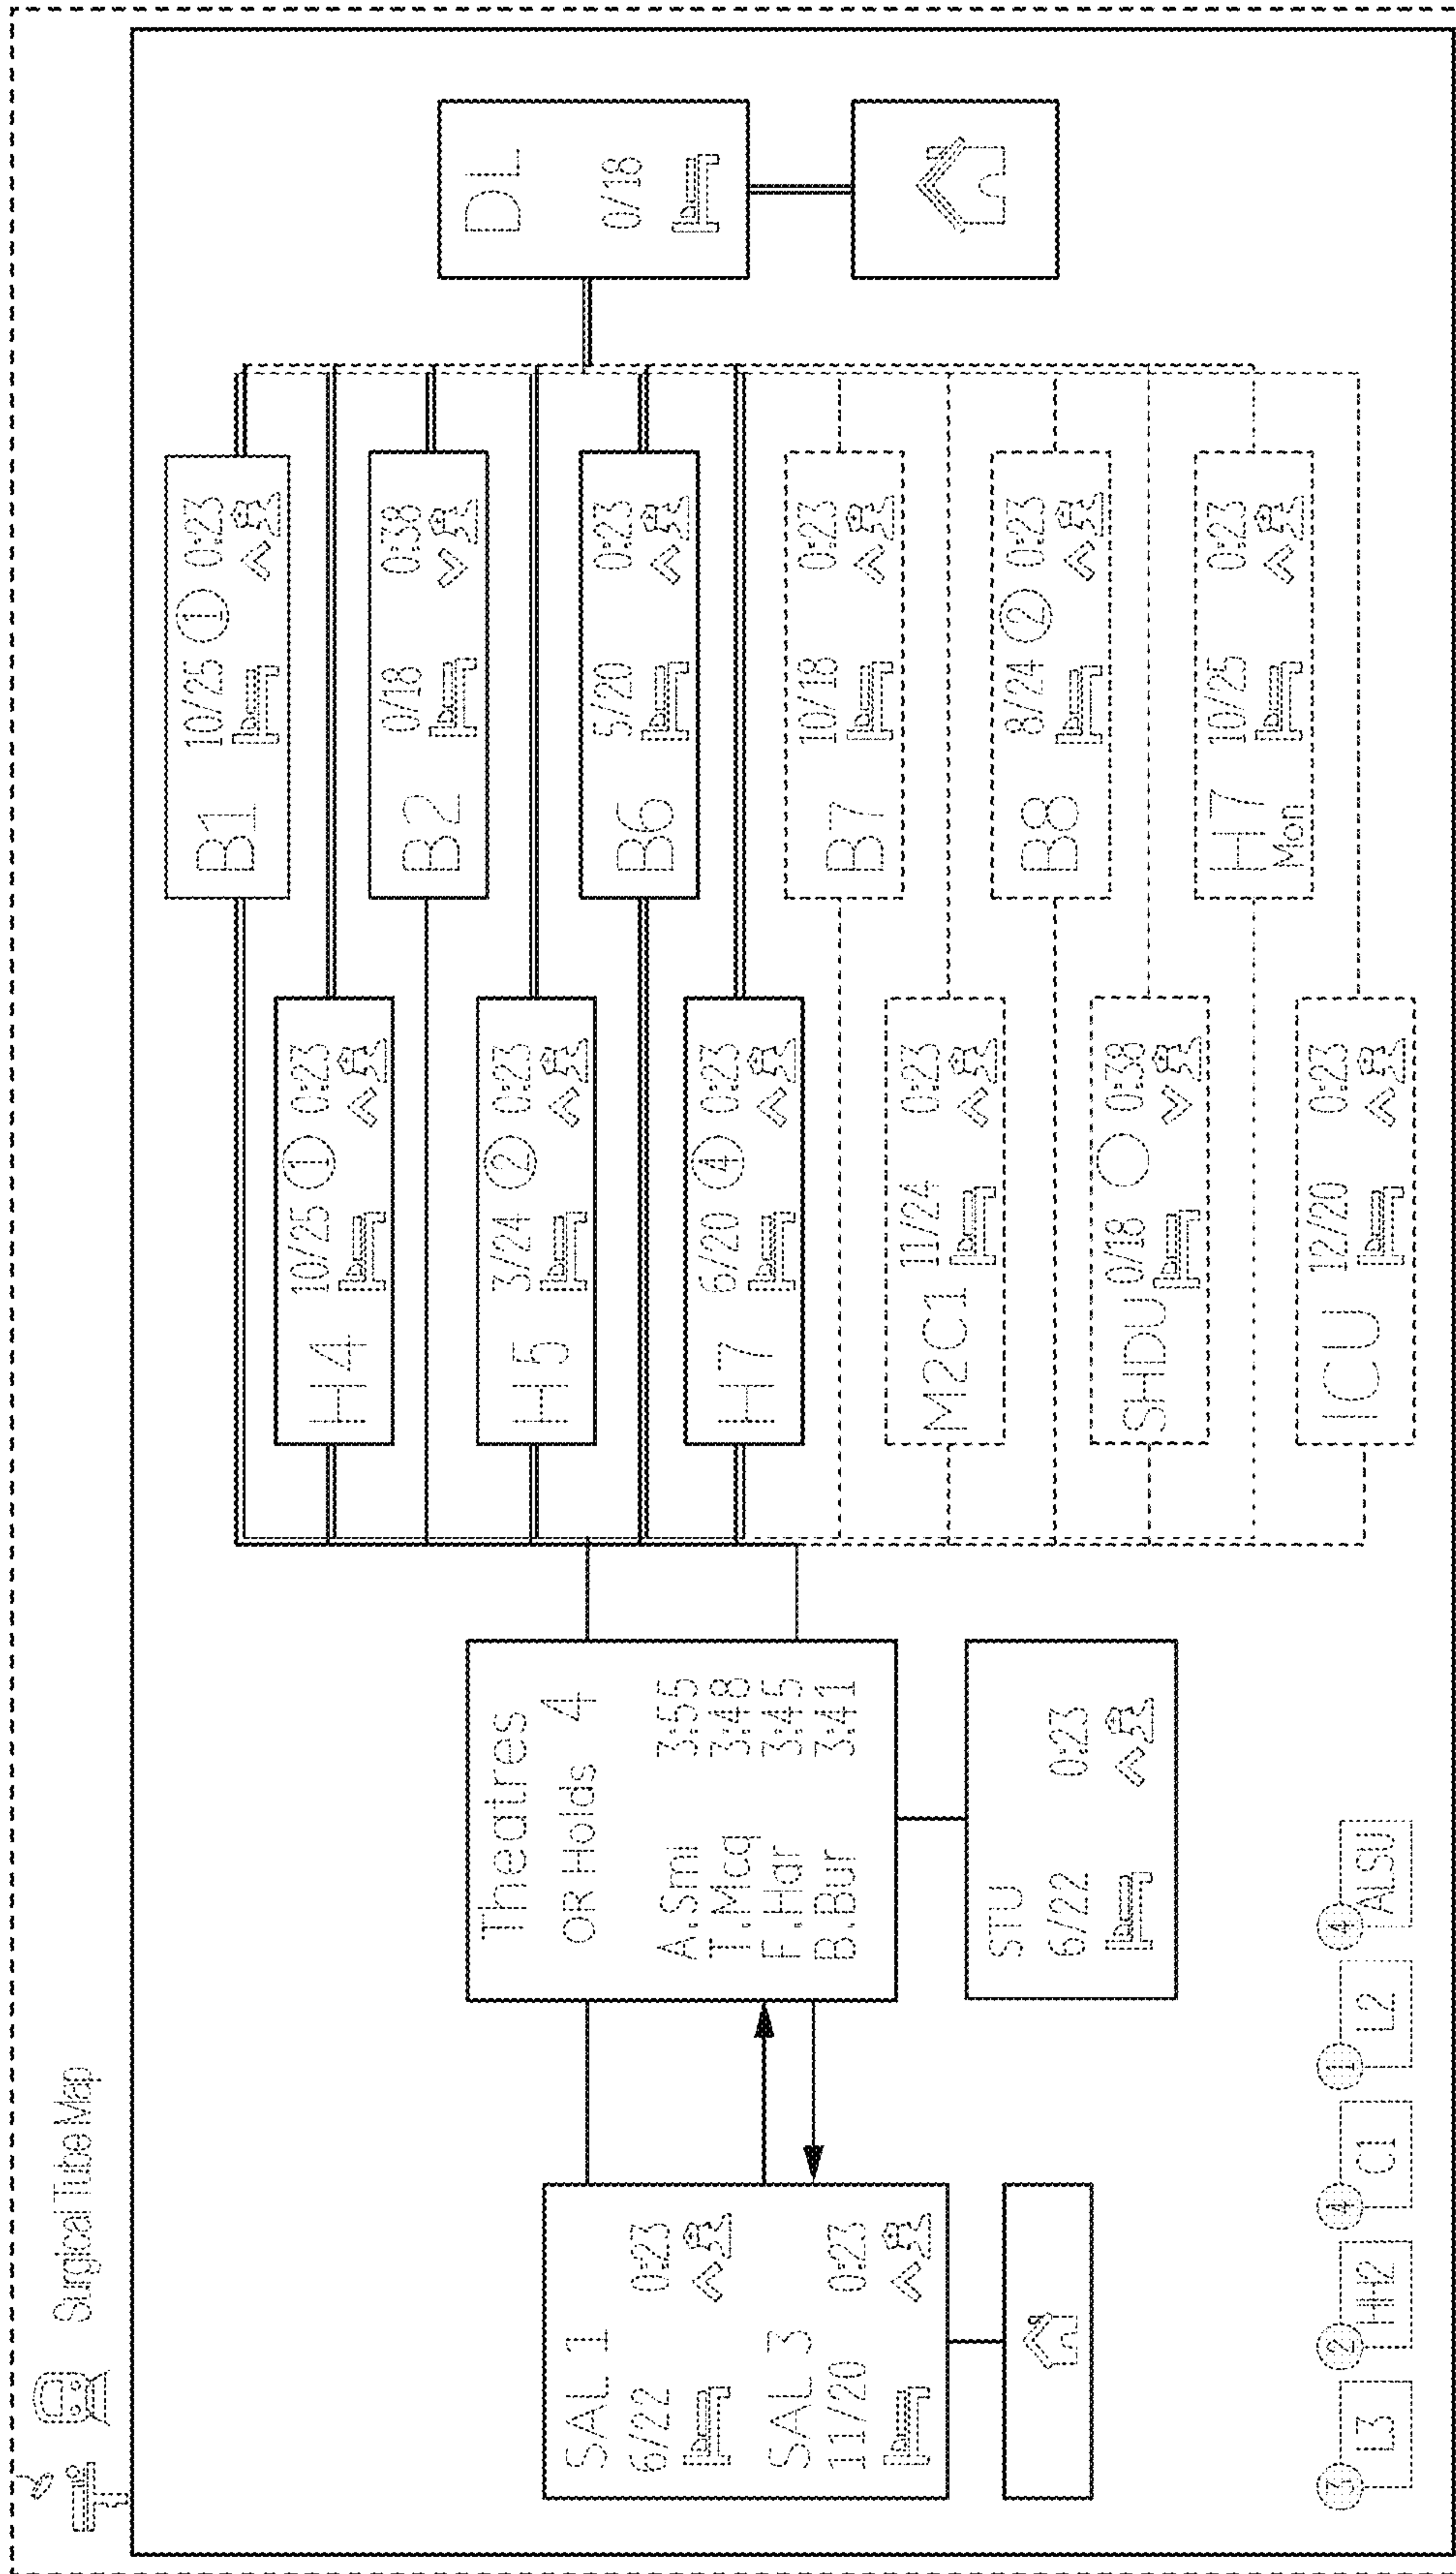 Surgical Tube Map
SAL 1
6/22 0:23
SAL 3
11/20 0:23
Theatres
OR Holds 4
A.Smi 3:55
T.Mcq 3:48
F.Har 3:45
B.Bur 3:41
STU
6/22 0:23
B1 10/25 1 0:23
H4 10/25 1 0:23
B2 0/18 0:38
H5 3/24 2 0:23
B6 5/20 0:23
H7 6/20 4 0:23
B7 10/18 0:23
M2C1 11/24 0:23
B8 8/24 2 0:23
SHDU 0/18 0:38
H7 10/25 0:23
Mon
ICU 12/20 0:23
DL
0/18
3 L3
2 HH2
4 C1
1 L2
4 ALSU